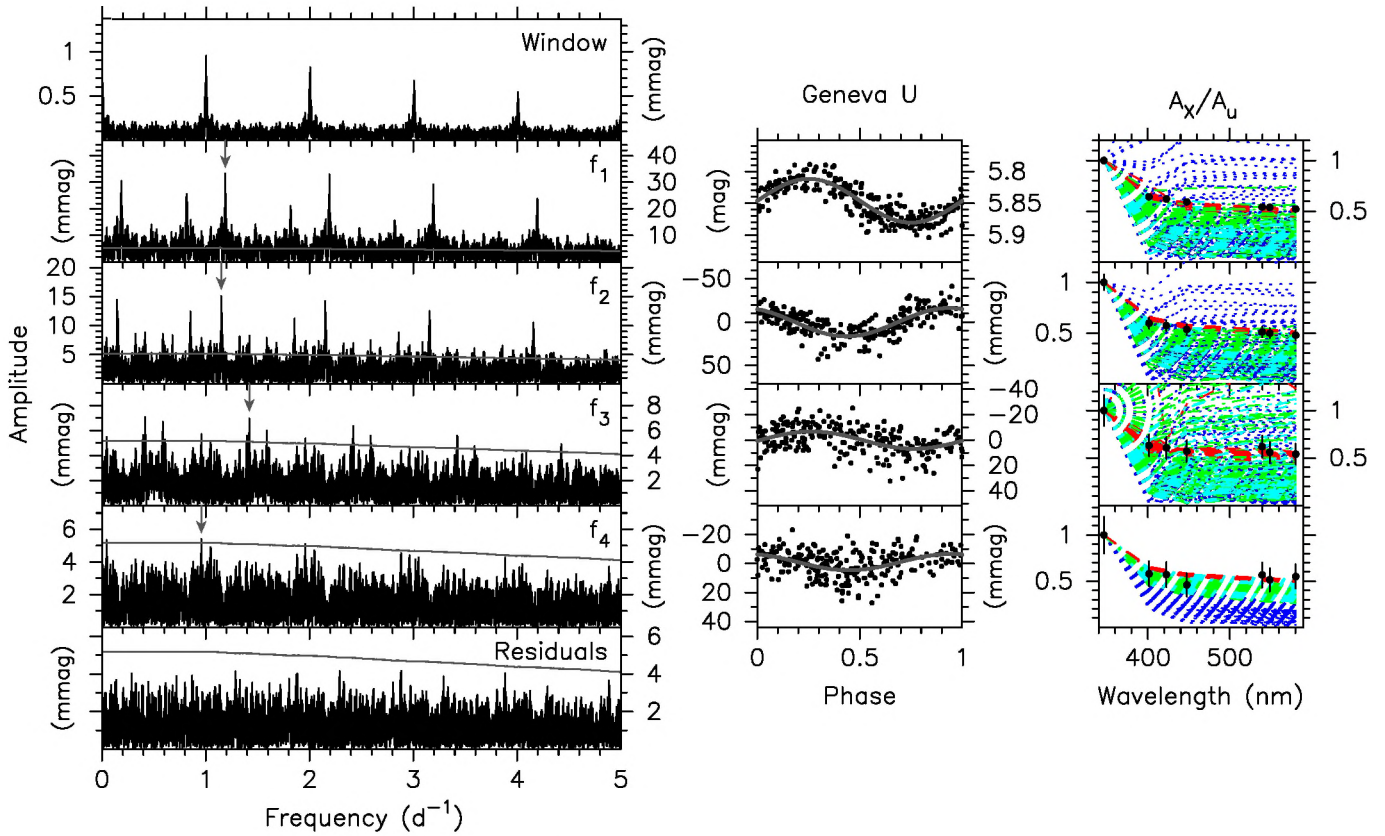 Window
1
0.5
(mmag)
f1
(mmag)
40
30
20
10
f2
20
15
10
5
(mmag)
f3
(mmag)
8
6
4
2
f4
6
4
2
(mmag)
Residuals
(mmag)
6
4
2
Amplitude
0 1 2 3 4 5
Frequency (d−1)
Geneva U
(mag)
5.8
5.85
5.9
−50
0
50
(mmag)
(mmag)
−40
−20
0
20
40
−20
0
20
40
(mmag)
0 0.5 1
Phase
Ax/Au
1
0.5
1
0.5
1
0.5
1
0.5
400 500
Wavelength (nm)